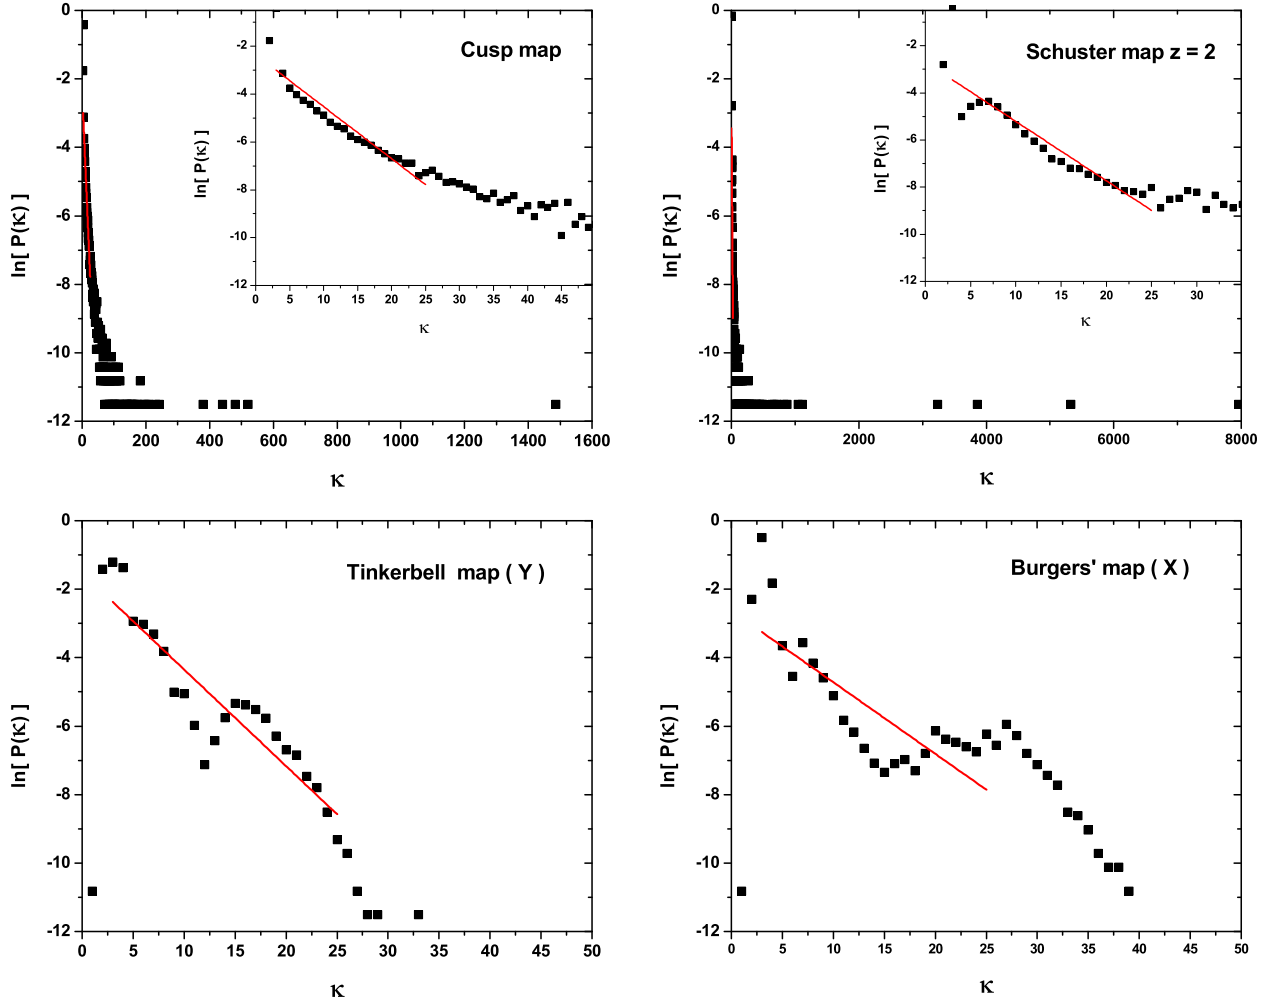 Cusp map
ln[ P(κ) ]
0
-2
-4
-6
-8
-10
-12
0 200 400 600 800 1000 1200 1400 1600
κ
ln[ P(κ) ]
-2
-4
-6
-8
-10
-12
0 5 10 15 20 25 30 35 40 45
κ
Schuster map z = 2
ln[ P(κ) ]
0
-2
-4
-6
-8
-10
-12
0 2000 4000 6000 8000
κ
ln[ P(κ) ]
-2
-4
-6
-8
-10
-12
0 5 10 15 20 25 30
κ
Tinkerbell map ( Y )
ln[ P(κ) ]
0
-2
-4
-6
-8
-10
-12
0 5 10 15 20 25 30 35 40 45 50
κ
Burgers' map ( X )
ln[ P(κ) ]
0
-2
-4
-6
-8
-10
-12
0 5 10 15 20 25 30 35 40 45 50
κ